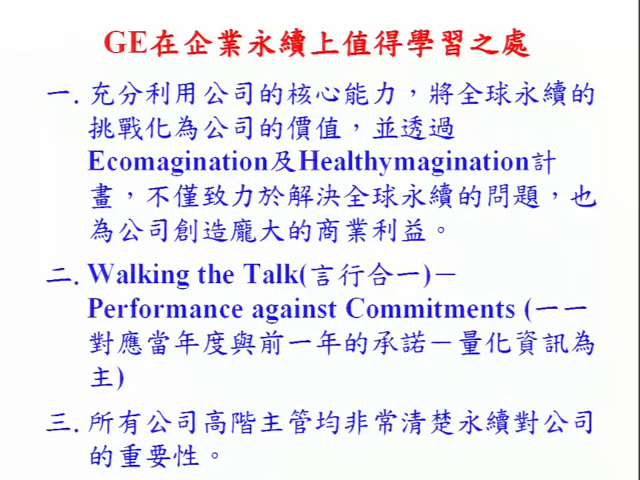 GE在企業永續上值得學習之處
一. 充分利用公司的核心能力，將全球永續的
挑戰化為公司的價值，並透過
Ecomagination及Healthymagination計
畫，不僅致力於解決全球永續的問題，也
為公司創造龐大的商業利益。
二. Walking the Talk(言行合一)－
Performance against Commitments (一一
對應當年度與前一年的承諾－量化資訊為
主)
三. 所有公司高階主管均非常清楚永續對公司
的重要性。